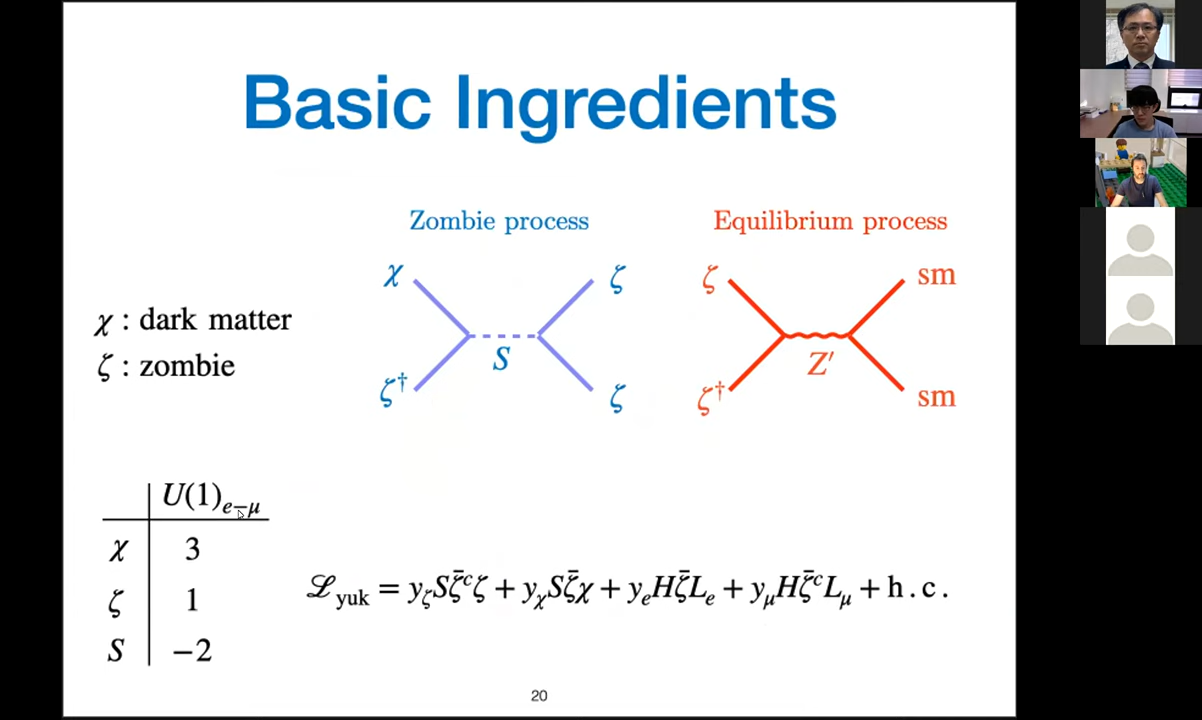 Basic Ingredients
Zombie process
Equilibrium process
χ ζ
ζ sm
χ : dark matter
ζ : zombie
S
Z′
ζ† ζ
ζ† sm
U(1)e−μ
χ 3
ζ 1
S −2
ℒyuk = yζSζ̄ᶜζ + yχSζ̄χ + yeHζ̄Le + yμHζ̄ᶜLμ + h.c.
20